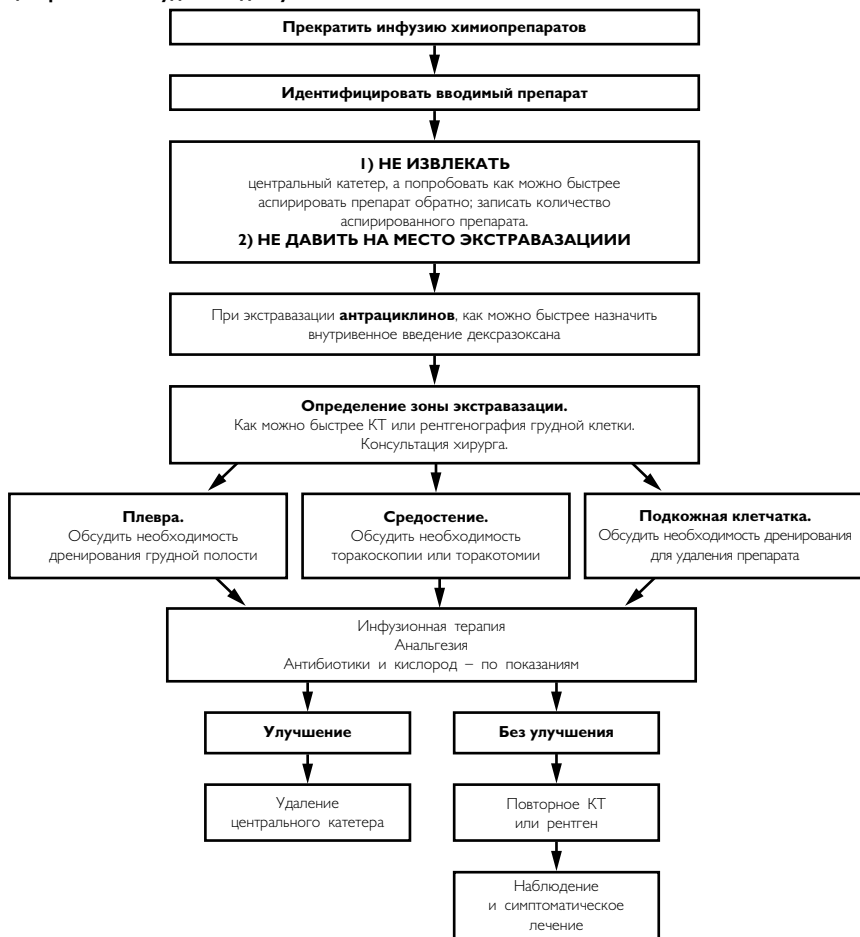 Прекратить инфузию химиопрепаратов
Идентифицировать вводимый препарат
1) НЕ ИЗВЛЕКАТЬ
центральный катетер, а попробовать как можно быстрее
аспирировать препарат обратно; записать количество
аспирированного препарата.
2) НЕ ДАВИТЬ НА МЕСТО ЭКСТРАВАЗАЦИИИ
При экстравазации антрациклинов, как можно быстрее назначить
внутривенное введение дексразоксана
Определение зоны экстравазации.
Как можно быстрее КТ или рентгенография грудной клетки.
Консультация хирурга.
Плевра.
Обсудить необходимость
дренирования грудной полости
Средостение.
Обсудить необходимость
торакоскопии или торакотомии
Подкожная клетчатка.
Обсудить необходимость дренирования
для удаления препарата
Инфузионная терапия
Анальгезия
Антибиотики и кислород – по показаниям
Улучшение
Без улучшения
Удаление
центрального катетера
Повторное КТ
или рентген
Наблюдение
и симптоматическое
лечение